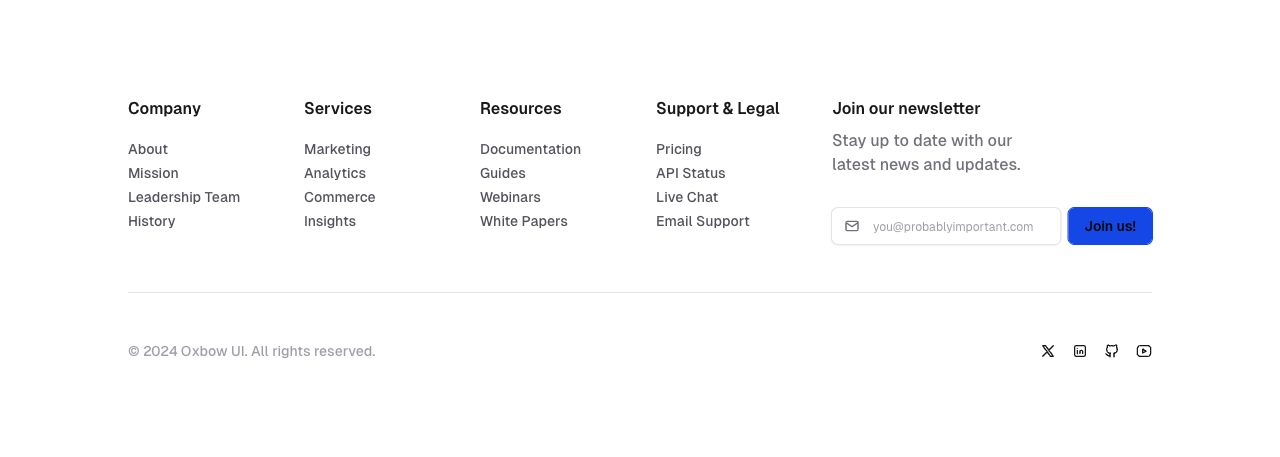 Company
About
Mission
Leadership Team
History
Services
Marketing
Analytics
Commerce
Insights
Resources
Documentation
Guides
Webinars
White Papers
Support & Legal
Pricing
API Status
Live Chat
Email Support
Join our newsletter
Stay up to date with our
latest news and updates.
you@probablyimportant.com
Join us!
© 2024 Oxbow UI. All rights reserved.